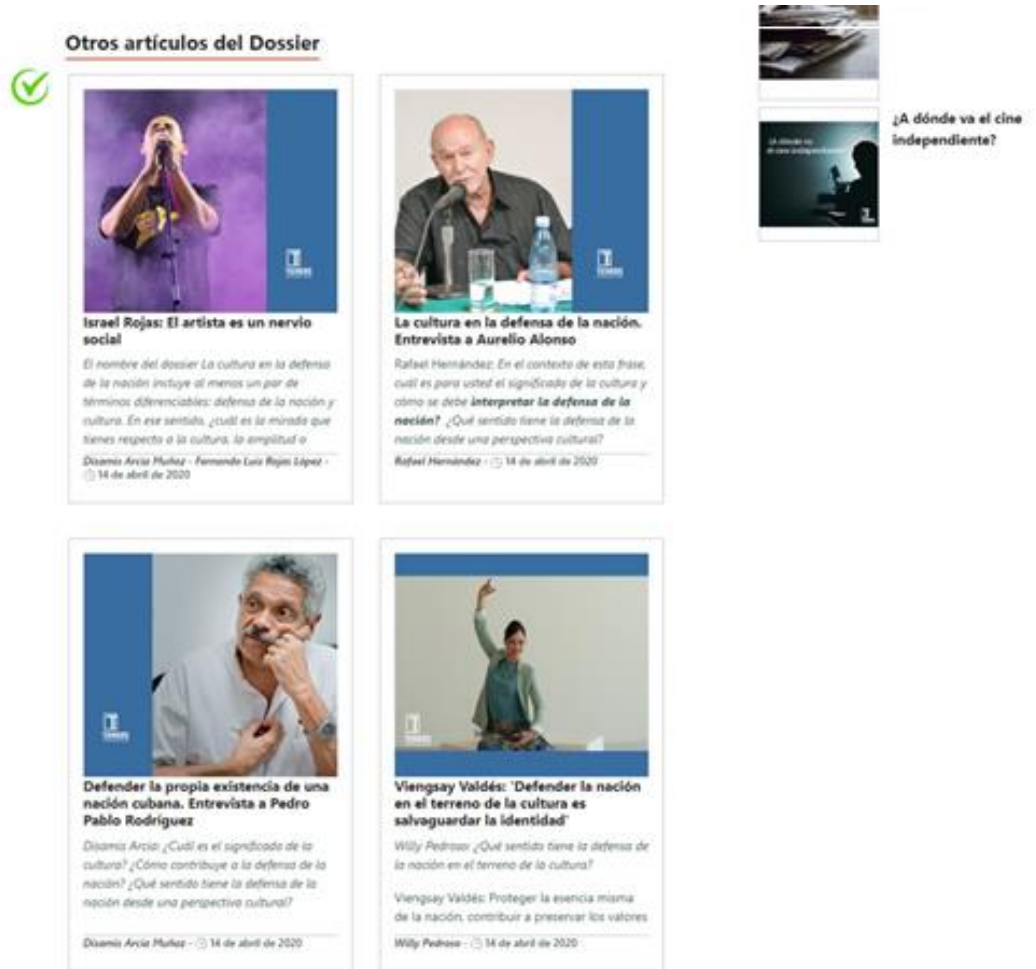 Otros artículos del Dossier
Israel Rojas: El artista es un nervio
social
El nombre del dossier La cultura en la defensa
de la nación incluye al menos un par de
términos diferenciables: defensa de la nación y
cultura. En ese sentido, ¿cuál es la mirada que
tienes respecto a la cultura, la amplitud o
Disamis Arcia Muñoz - Fernando Luis Rojas López -
14 de abril de 2020
La cultura en la defensa de la nación.
Entrevista a Aurelio Alonso
Rafael Hernández: En el contexto de esta frase,
cuál es para usted el significado de la cultura y
cómo se debe interpretar la defensa de la
nación? ¿Qué sentido tiene la defensa de la
nación desde una perspectiva cultural?
Rafael Hernández - 14 de abril de 2020
TEMAS
TEMAS
Defender la propia existencia de una
nación cubana. Entrevista a Pedro
Pablo Rodríguez
Disamis Arcia: ¿Cuál es el significado de la
cultura? ¿Cómo contribuye a la defensa de la
nación? ¿Qué sentido tiene la defensa de la
nación desde una perspectiva cultural?
Disamis Arcia Muñoz - 14 de abril de 2020
Viengsay Valdés: "Defender la nación
en el terreno de la cultura es
salvaguardar la identidad"
Willy Pedroso: ¿Qué sentido tiene la defensa de
la nación en el terreno de la cultura?
Viengsay Valdés: Proteger la esencia misma
de la nación, contribuir a preservar los valores
Willy Pedroso - 14 de abril de 2020
TEMAS
TEMAS
¿A dónde va el cine
independiente?
¿A dónde va
el cine independiente?